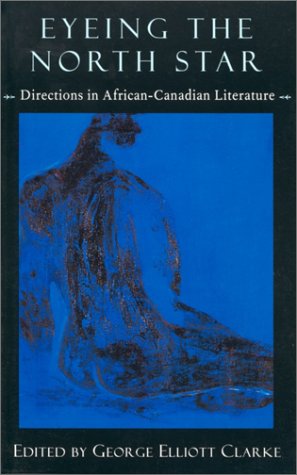 EYEING THE
NORTH STAR
Directions in African-Canadian Literature
EDITED BY GEORGE ELLIOTT CLARKE